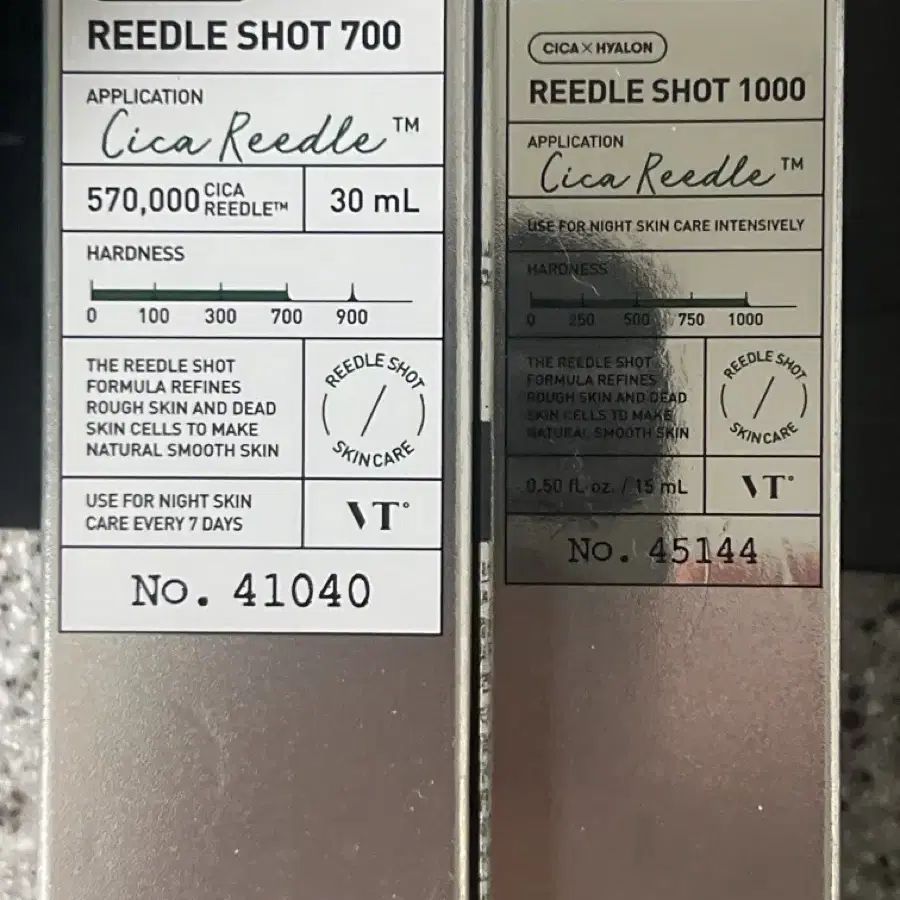 REEDLE SHOT 700
APPLICATION
Cica Reedle™
570,000 CICA REEDLE™
30 mL
HARDNESS
0 100 300 700 900
THE REEDLE SHOT
FORMULA REFINES
ROUGH SKIN AND DEAD
SKIN CELLS TO MAKE
NATURAL SMOOTH SKIN
REEDLE SHOT
SKINCARE
USE FOR NIGHT SKIN
CARE EVERY 7 DAYS
VT
No. 41040
CICA×HYALON
REEDLE SHOT 1000
APPLICATION
Cica Reedle™
USE FOR NIGHT SKIN CARE INTENSIVELY
HARDNESS
0 250 500 750 1000
THE REEDLE SHOT
FORMULA REFINES
ROUGH SKIN AND DEAD
SKIN CELLS TO MAKE
NATURAL SMOOTH SKIN
REEDLE SHOT
SKINCARE
0.50 fL oz. / 15 mL
VT
No. 45144